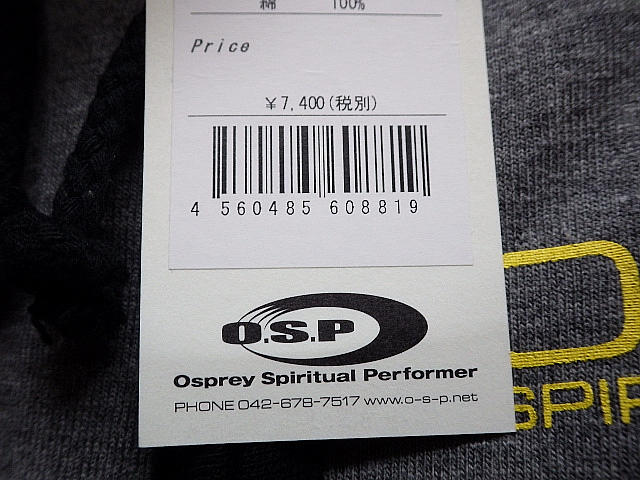 綿 100%
Price
¥7,400(税別)
4 560485 608819
O.S.P
Osprey Spiritual Performer
PHONE 042-678-7517 www.o-s-p.net
SPIR